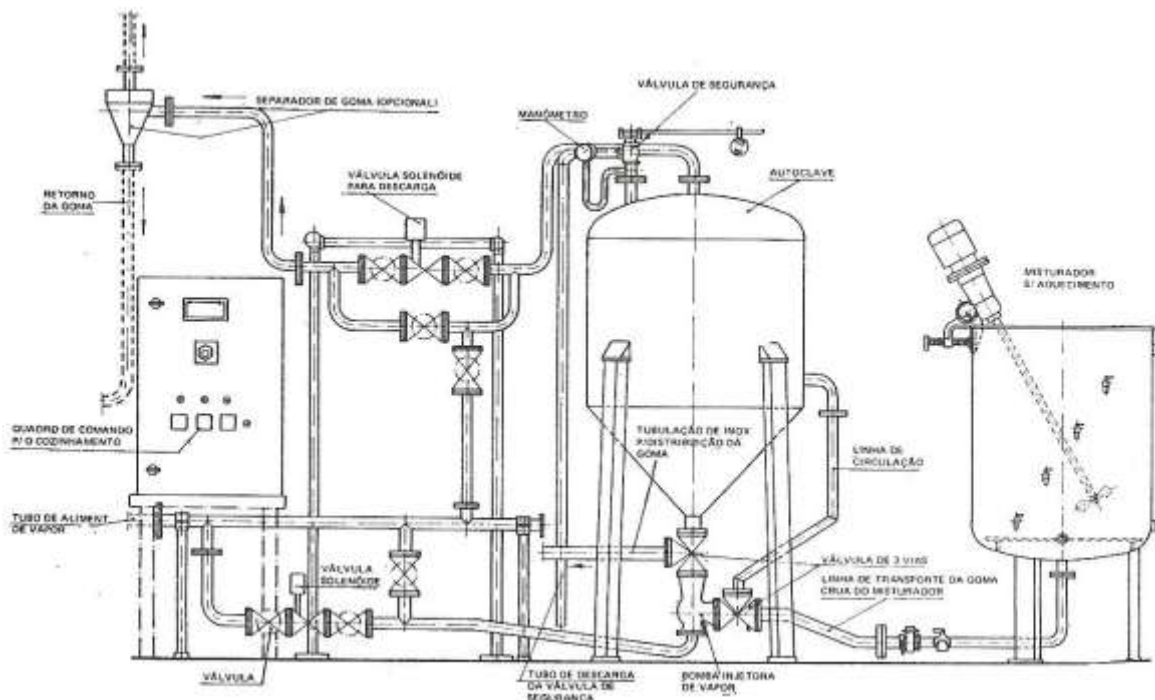 SEPARADOR DE GOMA (OPCIONAL)
VÁLVULA DE SEGURANÇA
MANÔMETRO
VÁLVULA SOLENÓIDE
PARA DESCARGA
RETORNO
DA GOMA
AUTOCLAVE
MISTURADOR
S/ AQUECIMENTO
QUADRO DE COMANDO
P/ O COZINHAMENTO
TUBULAÇÃO DE INOX
P/DISTRIBUIÇÃO DA
GOMA
LINHA DE
CIRCULAÇÃO
TUBO DE ALIMENT.
DE VAPOR
VÁLVULA
SOLENÓIDE
VÁLVULA DE 3 VIAS
LINHA DE TRANSPORTE DA GOMA
CRUA DO MISTURADOR
VÁLVULA
TUBO DE DESCARGA
DA VÁLVULA DE
SEGURANÇA
BOMBA INJETORA
DE VAPOR